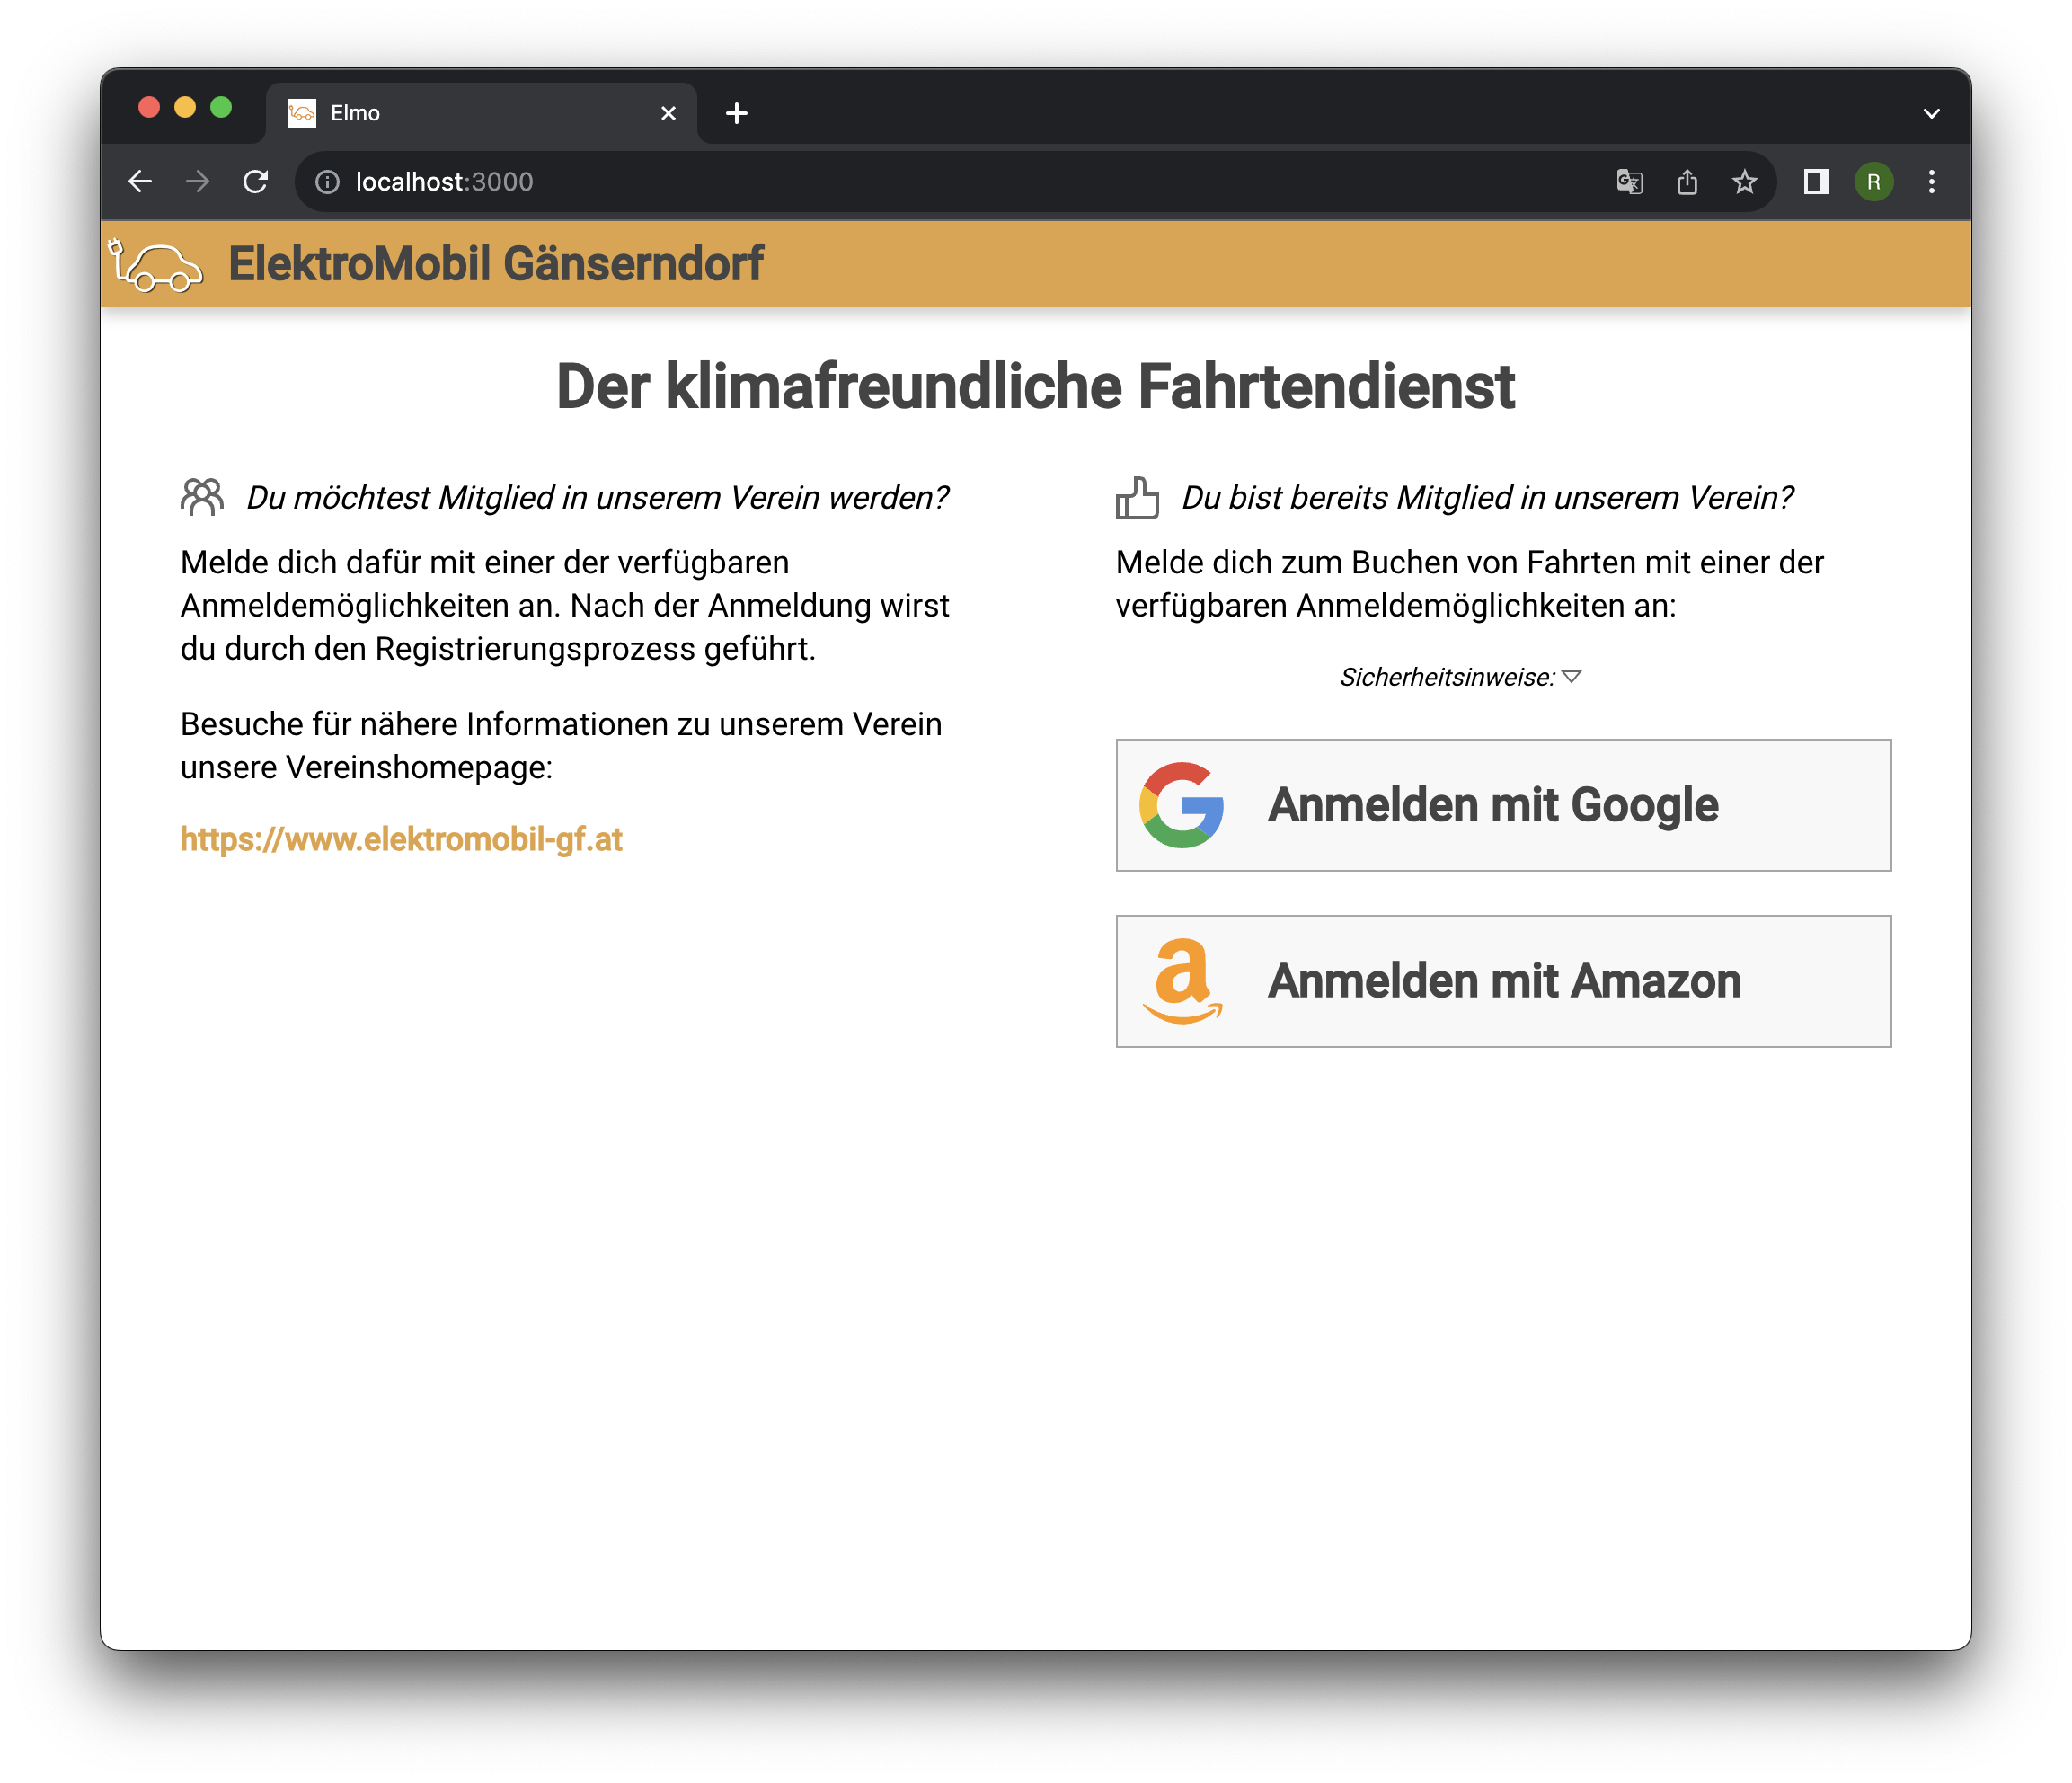 Elmo
localhost:3000
R
ElektroMobil Gänserndorf
Der klimafreundliche Fahrtendienst
Du möchtest Mitglied in unserem Verein werden?
Melde dich dafür mit einer der verfügbaren
Anmeldemöglichkeiten an. Nach der Anmeldung wirst
du durch den Registrierungsprozess geführt.
Besuche für nähere Informationen zu unserem Verein
unsere Vereinshomepage:
https://www.elektromobil-gf.at
Du bist bereits Mitglied in unserem Verein?
Melde dich zum Buchen von Fahrten mit einer der
verfügbaren Anmeldemöglichkeiten an:
Sicherheitsinweise:
Anmelden mit Google
Anmelden mit Amazon